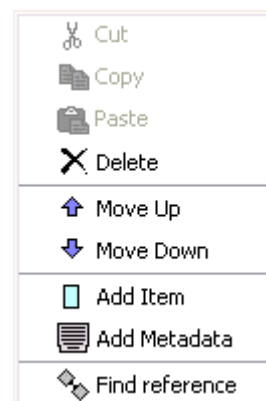 Cut
Copy
Paste
Delete
Move Up
Move Down
Add Item
Add Metadata
Find reference